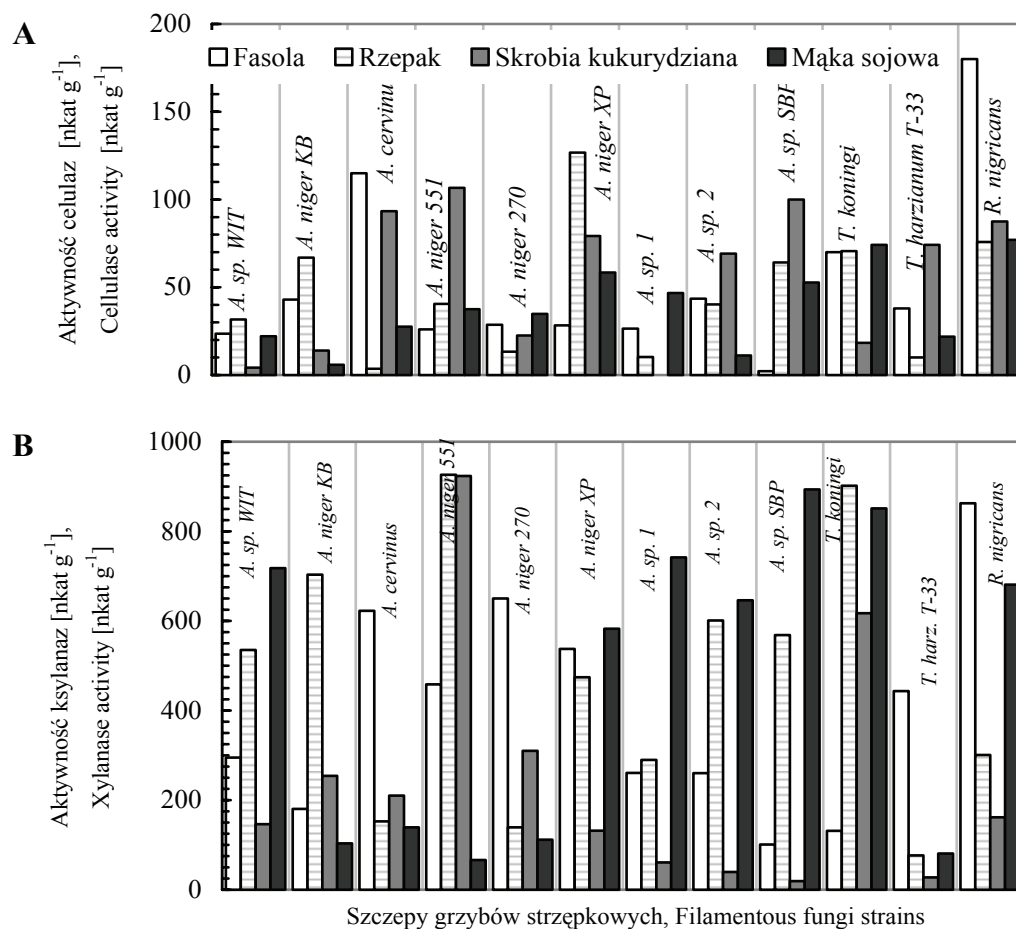 A
Aktywność celulaz [nkat g-1],
Cellulase activity [nkat g-1]
200
150
100
50
0
Fasola Rzepak Skrobia kukurydziana Mąka sojowa
A. sp. WIT
A. niger KB
A. cervinu
A. niger 551
A. niger 270
A. niger XP
A. sp. 1
A. sp. 2
A. sp. SBP
T. koningi
T. harzianum T-33
R. nigricans
B
Aktywność ksylanaz [nkat g-1],
Xylanase activity [nkat g-1]
1000
800
600
400
200
0
A. sp. WIT
A. niger KB
A. cervinus
A. niger 551
A. niger 270
A. niger XP
A. sp. 1
A. sp. 2
A. sp. SBP
T. koningi
T. harz. T-33
R. nigricans
Szczepy grzybów strzępkowych, Filamentous fungi strains